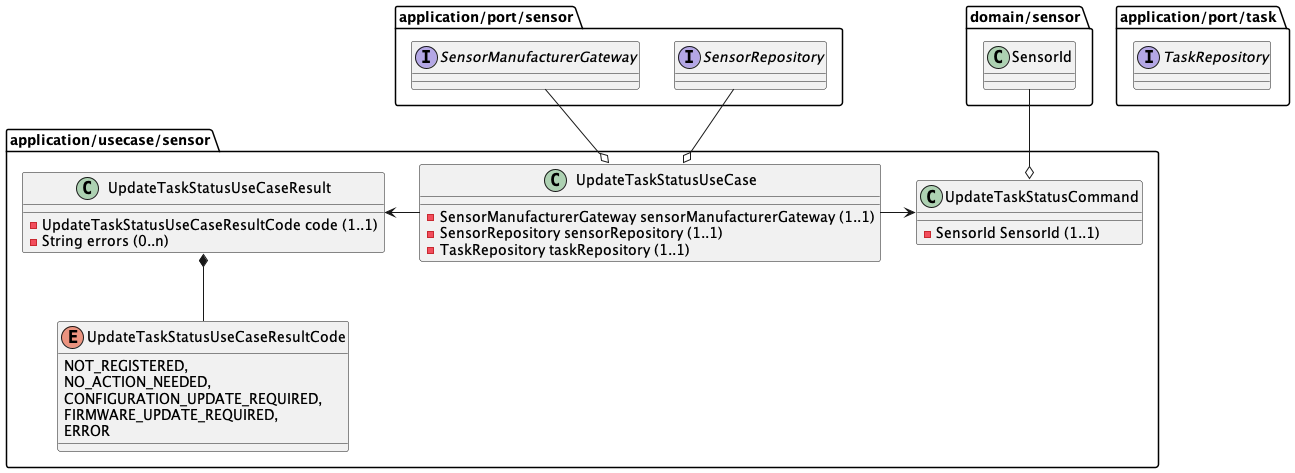 application/port/sensor
I SensorManufacturerGateway
I SensorRepository
domain/sensor
C SensorId
application/port/task
I TaskRepository
application/usecase/sensor
C UpdateTaskStatusUseCaseResult
UpdateTaskStatusUseCaseResultCode code (1..1)
String errors (0..n)
C UpdateTaskStatusUseCase
SensorManufacturerGateway sensorManufacturerGateway (1..1)
SensorRepository sensorRepository (1..1)
TaskRepository taskRepository (1..1)
C UpdateTaskStatusCommand
SensorId SensorId (1..1)
E UpdateTaskStatusUseCaseResultCode
NOT_REGISTERED,
NO_ACTION_NEEDED,
CONFIGURATION_UPDATE_REQUIRED,
FIRMWARE_UPDATE_REQUIRED,
ERROR